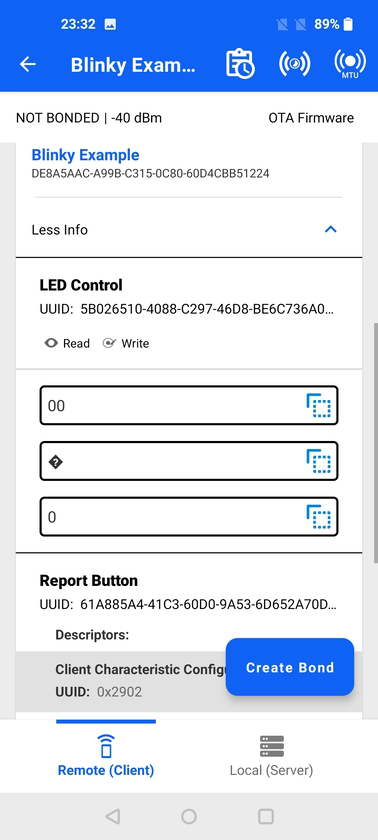 23:32
89%
Blinky Exam...
MTU
NOT BONDED | -40 dBm
OTA Firmware
Blinky Example
DE8A5AAC-A99B-C315-0C80-60D4CBB51224
Less Info
LED Control
UUID: 5B026510-4088-C297-46D8-BE6C736A0...
Read
Write
00
�
0
Report Button
UUID: 61A885A4-41C3-60D0-9A53-6D652A70D...
Descriptors:
Client Characteristic Config
UUID: 0x2902
Create Bond
Remote (Client)
Local (Server)